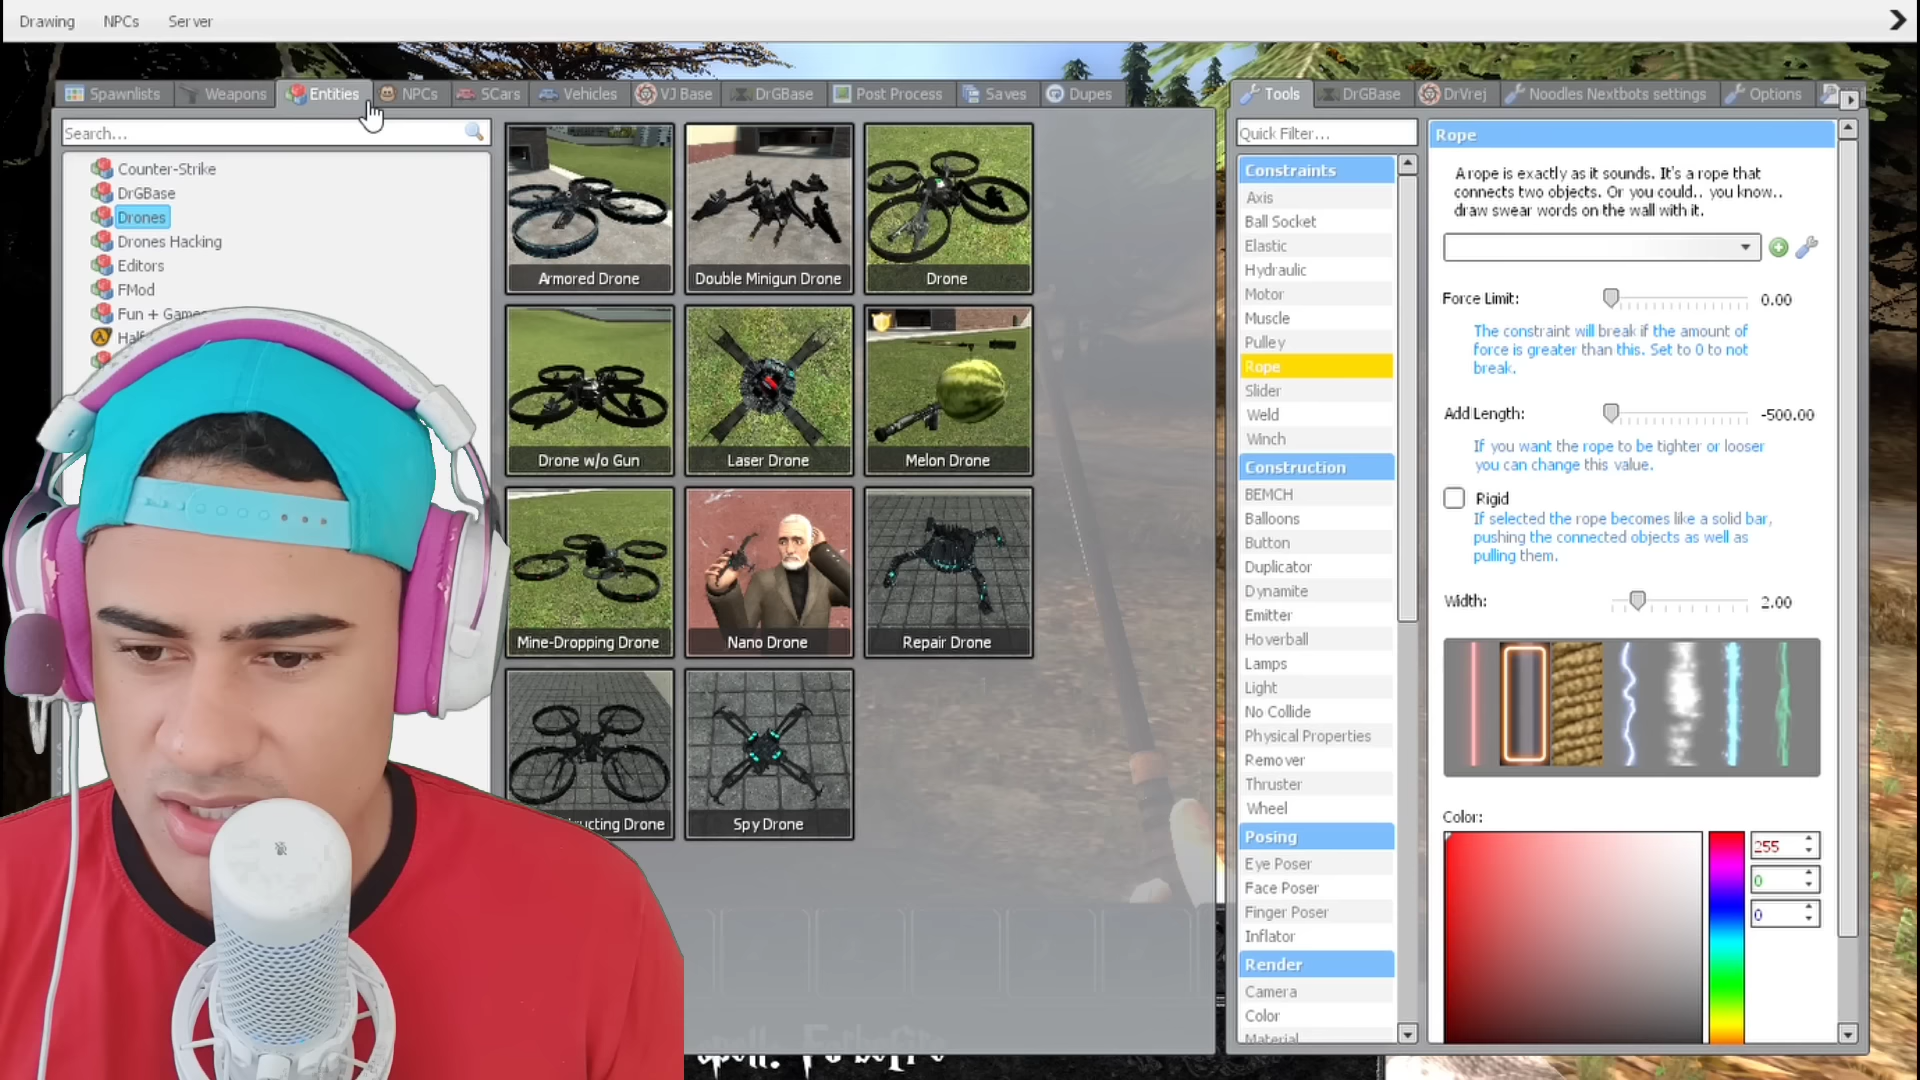 Drawing NPCs Server
Spawnlists Weapons Entities NPCs SCars Vehicles VJ Base DrGBase Post Process Saves Dupes
Search...
Counter-Strike
DrGBase
Drones
Drones Hacking
Editors
FMod
Fun +
Armored Drone
Double Minigun Drone
Drone
Drone w/o Gun
Laser Drone
Melon Drone
Mine-Dropping Drone
Nano Drone
Repair Drone
Drone
Spy Drone
Tools DrGBase DrVrej Noodles Nextbots settings Options
Quick Filter...
Constraints
Axis
Ball Socket
Elastic
Hydraulic
Motor
Muscle
Pulley
Rope
Slider
Weld
Winch
Construction
BEMCH
Balloons
Button
Duplicator
Dynamite
Emitter
Hoverball
Lamps
Light
No Collide
Physical Properties
Remover
Thruster
Wheel
Posing
Eye Poser
Face Poser
Finger Poser
Inflator
Render
Camera
Color
Material
Rope
A rope is exactly as it sounds. It's a rope that
connects two objects. Or you could.. you know..
draw swear words on the wall with it.
Force Limit: 0.00
The constraint will break if the amount of
force is greater than this. Set to 0 to not
break.
Add Length: -500.00
If you want the rope to be tighter or looser
you can change this value.
Rigid
If selected the rope becomes like a solid bar,
pushing the connected objects as well as
pulling them.
Width: 2.00
Color:
255
0
0